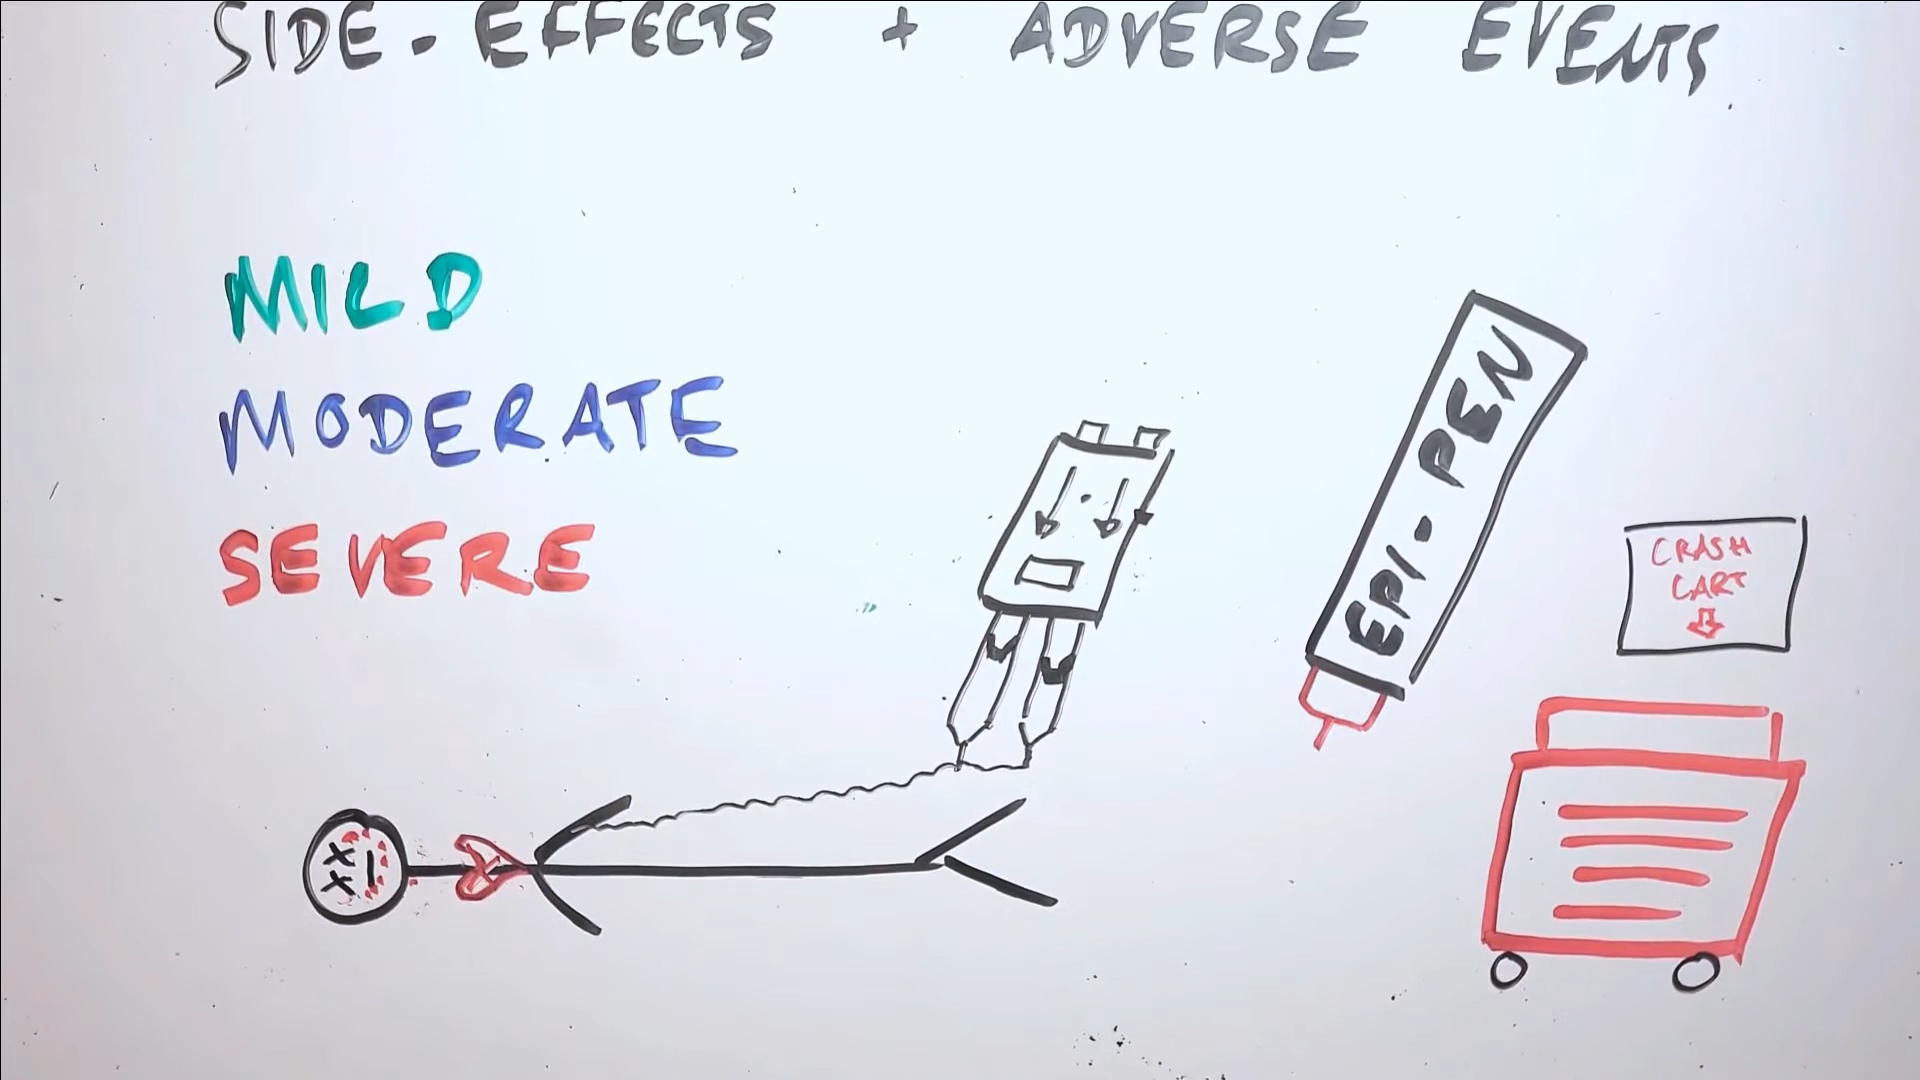 SIDE-EFFECTS + ADVERSE EVENTS
MILD
MODERATE
SEVERE
EPI-PEN
CRASH
CART